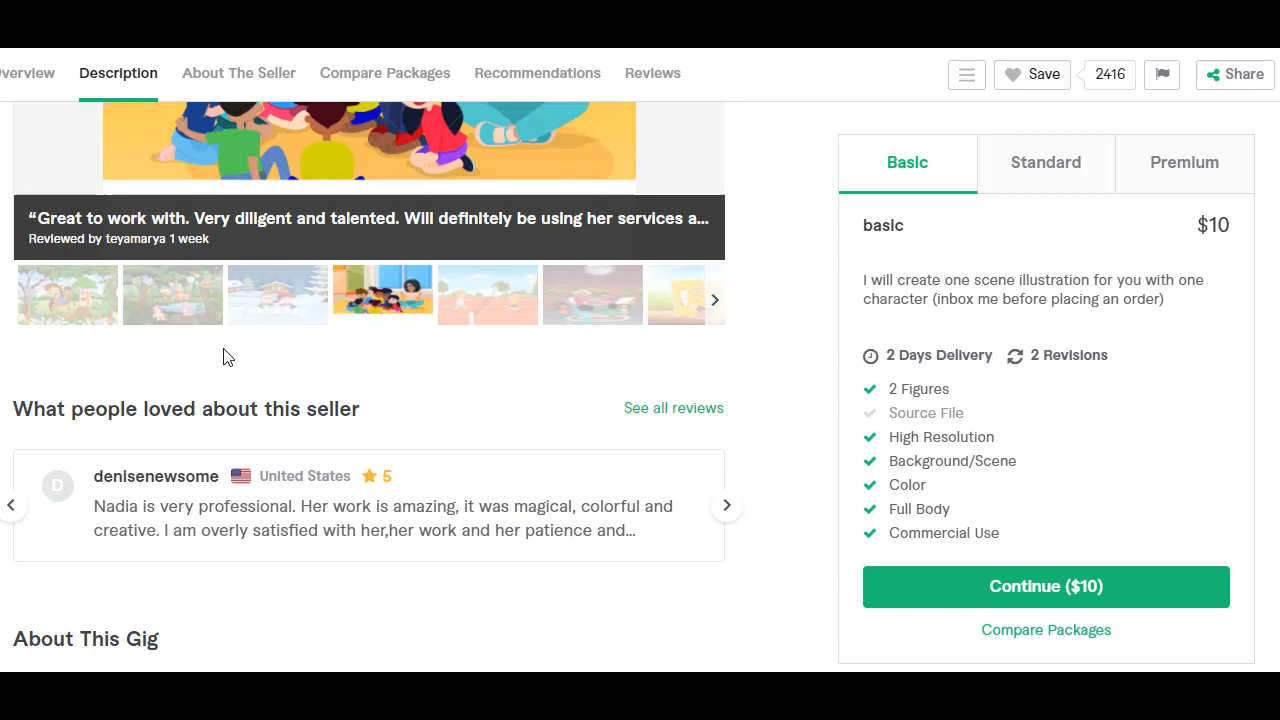 verview Description About The Seller Compare Packages Recommendations Reviews Save 2416 Share
“Great to work with. Very diligent and talented. Will definitely be using her services a...
Reviewed by teyamarya 1 week
What people loved about this seller See all reviews
D denisenewsome United States 5
Nadia is very professional. Her work is amazing, it was magical, colorful and
creative. I am overly satisfied with her,her work and her patience and...
About This Gig
Basic Standard Premium
basic $10
I will create one scene illustration for you with one
character (inbox me before placing an order)
2 Days Delivery 2 Revisions
2 Figures
Source File
High Resolution
Background/Scene
Color
Full Body
Commercial Use
Continue ($10)
Compare Packages